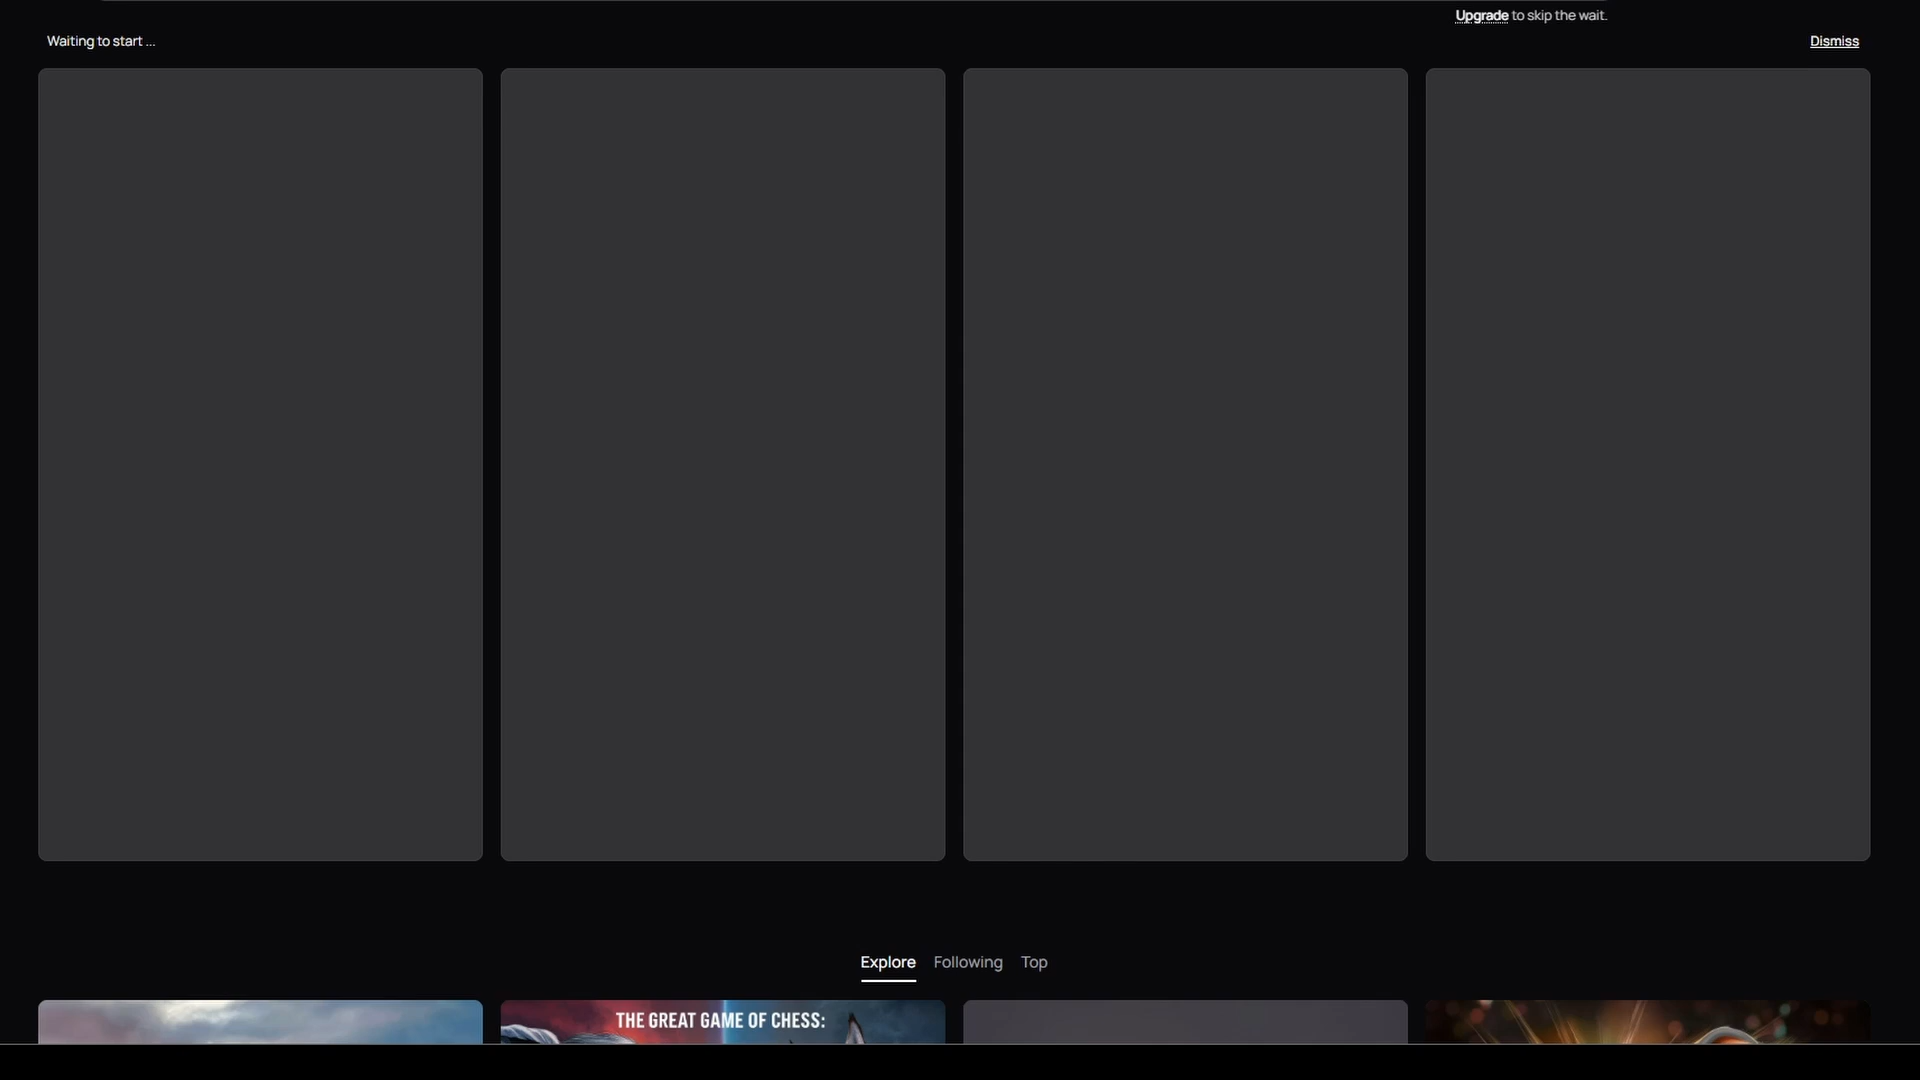 Upgrade to skip the wait.
Waiting to start ...
Dismiss
Explore
Following
Top
THE GREAT GAME OF CHESS: